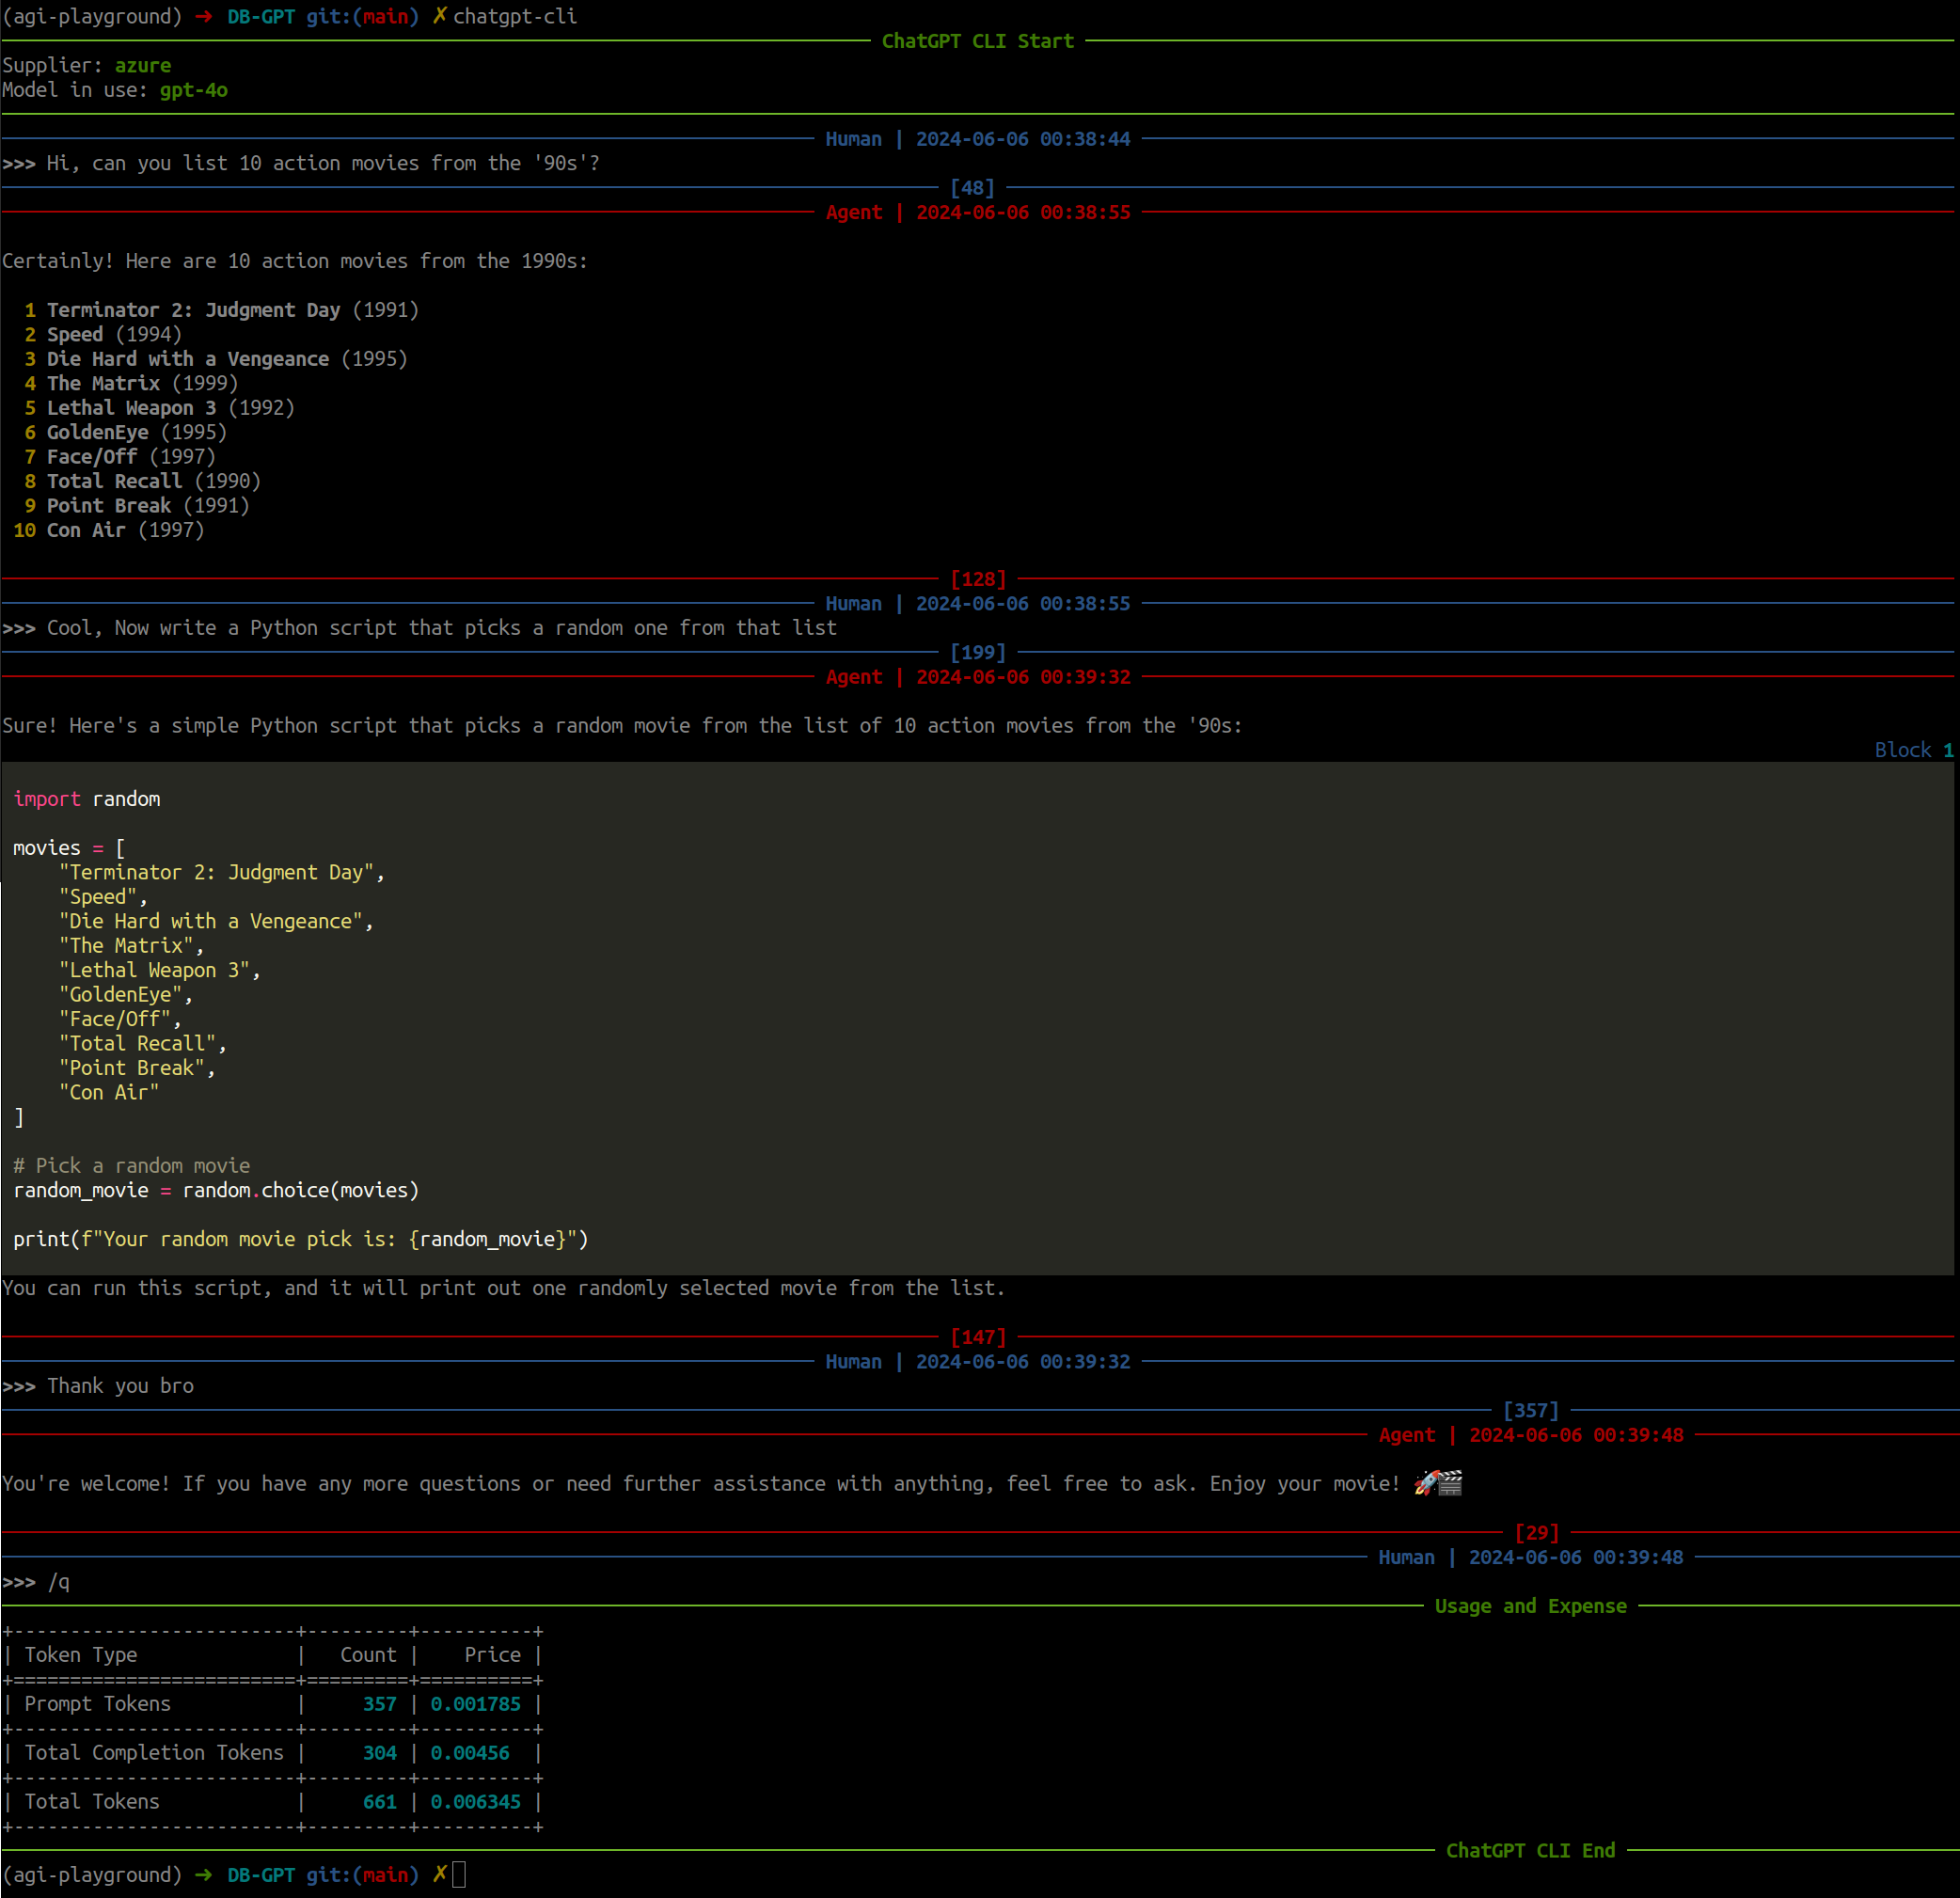 (agi-playground) ➜ DB-GPT git:(main) ✗ chatgpt-cli
ChatGPT CLI Start
Supplier: azure
Model in use: gpt-4o
Human | 2024-06-06 00:38:44
>>> Hi, can you list 10 action movies from the '90s'?
[48]
Agent | 2024-06-06 00:38:55
Certainly! Here are 10 action movies from the 1990s:
1 Terminator 2: Judgment Day (1991)
2 Speed (1994)
3 Die Hard with a Vengeance (1995)
4 The Matrix (1999)
5 Lethal Weapon 3 (1992)
6 GoldenEye (1995)
7 Face/Off (1997)
8 Total Recall (1990)
9 Point Break (1991)
10 Con Air (1997)
[128]
Human | 2024-06-06 00:38:55
>>> Cool, Now write a Python script that picks a random one from that list
[199]
Agent | 2024-06-06 00:39:32
Sure! Here's a simple Python script that picks a random movie from the list of 10 action movies from the '90s:
Block 1
import random
movies = [
    "Terminator 2: Judgment Day",
    "Speed",
    "Die Hard with a Vengeance",
    "The Matrix",
    "Lethal Weapon 3",
    "GoldenEye",
    "Face/Off",
    "Total Recall",
    "Point Break",
    "Con Air"
]
# Pick a random movie
random_movie = random.choice(movies)
print(f"Your random movie pick is: {random_movie}")
You can run this script, and it will print out one randomly selected movie from the list.
[147]
Human | 2024-06-06 00:39:32
>>> Thank you bro
[357]
Agent | 2024-06-06 00:39:48
You're welcome! If you have any more questions or need further assistance with anything, feel free to ask. Enjoy your movie! 🚀🎬
[29]
Human | 2024-06-06 00:39:48
>>> /q
Usage and Expense
+-------------------------+---------+----------+
| Token Type              |   Count |    Price |
+=========================+=========+==========+
| Prompt Tokens           |     357 | 0.001785 |
+-------------------------+---------+----------+
| Total Completion Tokens |     304 | 0.00456  |
+-------------------------+---------+----------+
| Total Tokens            |     661 | 0.006345 |
+-------------------------+---------+----------+
ChatGPT CLI End
(agi-playground) ➜ DB-GPT git:(main) ✗